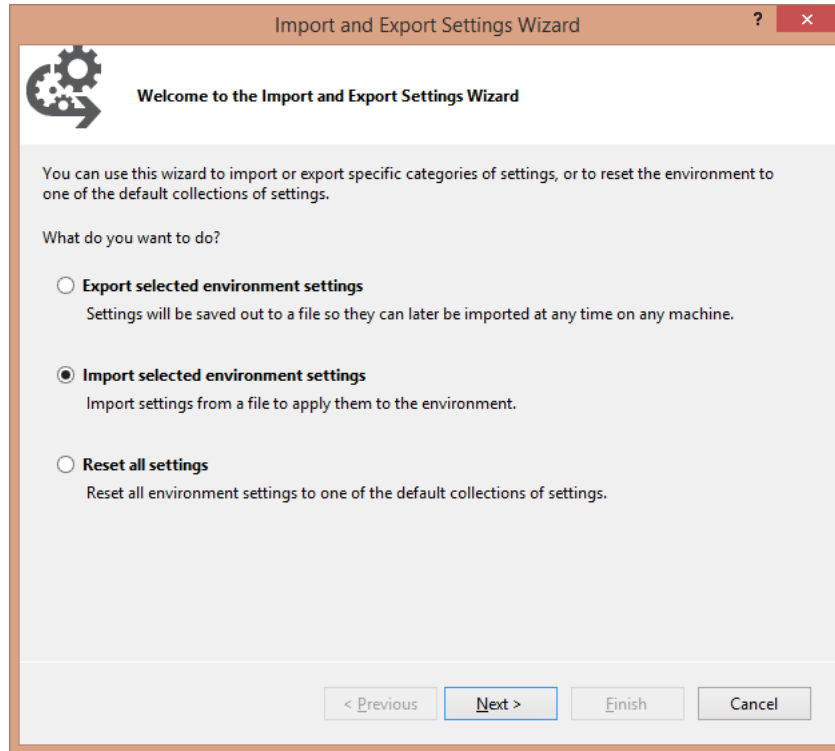 Import and Export Settings Wizard
?
Welcome to the Import and Export Settings Wizard
You can use this wizard to import or export specific categories of settings, or to reset the environment to
one of the default collections of settings.
What do you want to do?
Export selected environment settings
Settings will be saved out to a file so they can later be imported at any time on any machine.
Import selected environment settings
Import settings from a file to apply them to the environment.
Reset all settings
Reset all environment settings to one of the default collections of settings.
< Previous Next > Finish Cancel